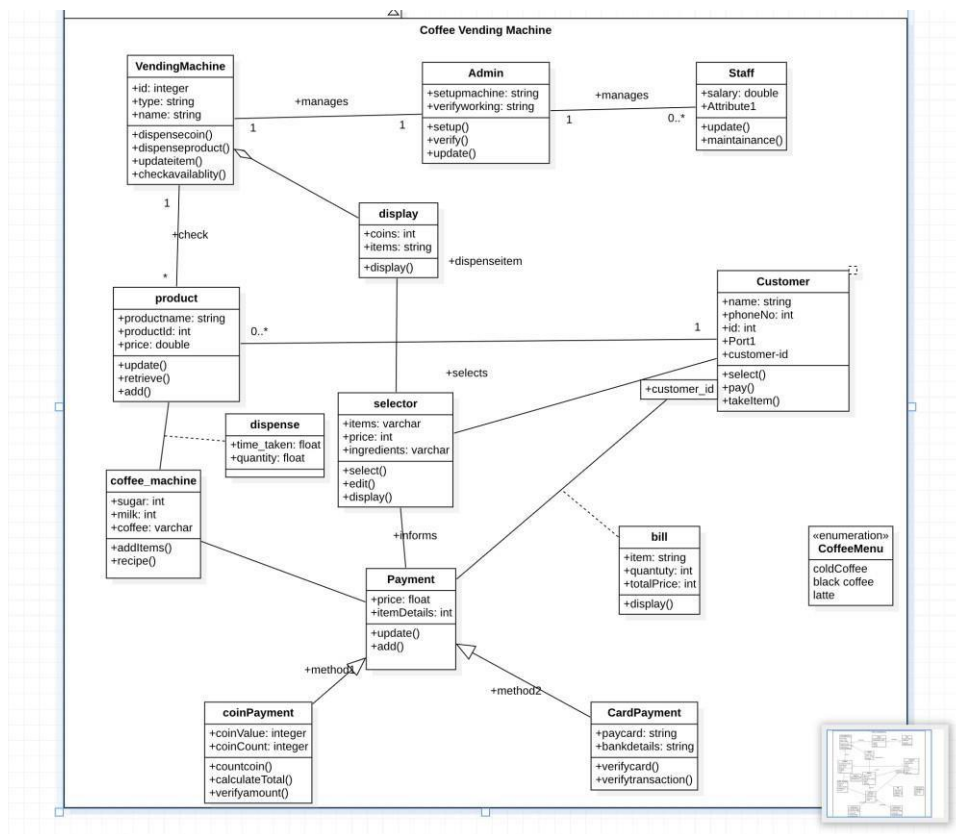 Coffee Vending Machine
VendingMachine
+id: integer
+type: string
+name: string
+dispensecoin()
+dispenseproduct()
+updateitem()
+checkavailablity()
+manages
1
1
Admin
+setupmachine: string
+verifyworking: string
+setup()
+verify()
+update()
+manages
1
0..*
Staff
+salary: double
+Attribute1
+update()
+maintainance()
1
+check
*
display
+coins: int
+items: string
+display()
+dispenseitem
product
+productname: string
+productId: int
+price: double
+update()
+retrieve()
+add()
0..*
1
Customer
+name: string
+phoneNo: int
+id: int
+Port1
+customer-id
+select()
+pay()
+takeItem()
+customer_id
+selects
selector
+items: varchar
+price: int
+ingredients: varchar
+select()
+edit()
+display()
dispense
+time_taken: float
+quantity: float
coffee_machine
+sugar: int
+milk: int
+coffee: varchar
+addItems()
+recipe()
+informs
bill
+item: string
+quantuty: int
+totalPrice: int
+display()
«enumeration»
CoffeeMenu
coldCoffee
black coffee
latte
Payment
+price: float
+itemDetails: int
+update()
+add()
+method1
+method2
coinPayment
+coinValue: integer
+coinCount: integer
+countcoin()
+calculateTotal()
+verifyamount()
CardPayment
+paycard: string
+bankdetails: string
+verifycard()
+verifytransaction()